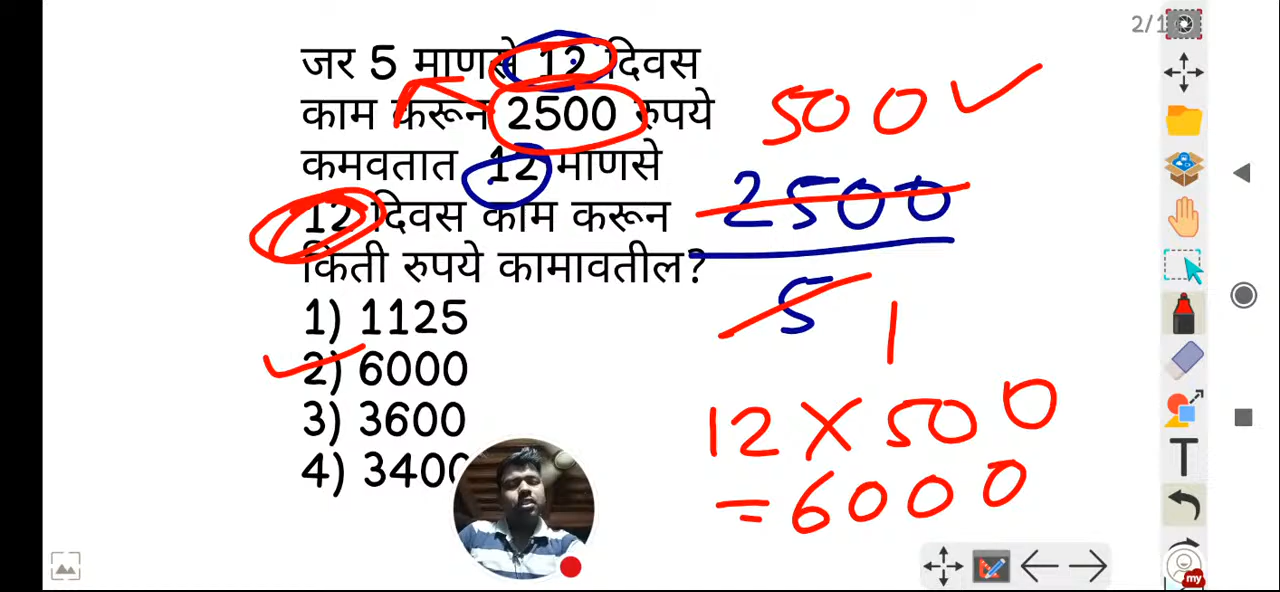 2/1
जर 5 माणसे 12 दिवस
काम करून 2500 रुपये
कमवतात 12 माणसे
12 दिवस काम करून
किती रुपये कामावतील?
1) 1125
2) 6000
3) 3600
4) 3400
500
2500
5
1
12 × 500
= 6000
T
my